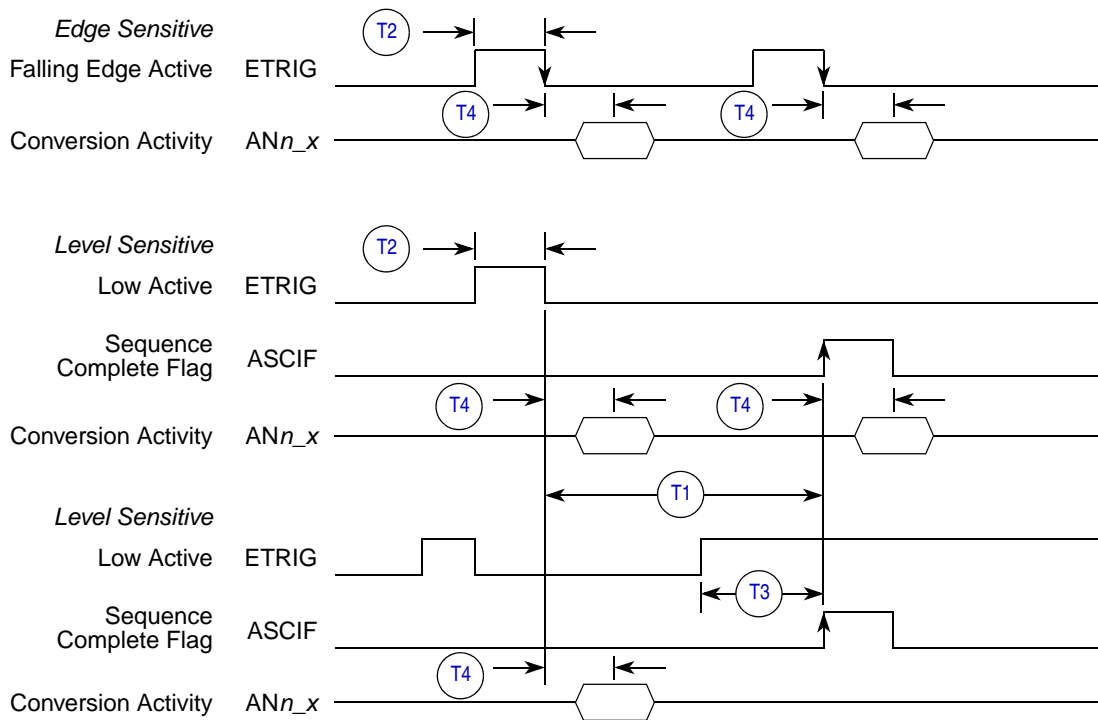 Edge Sensitive
T2
Falling Edge Active ETRIG
T4 T4
Conversion Activity ANn_x
Level Sensitive
T2
Low Active ETRIG
Sequence
Complete Flag ASCIF
T4 T4
Conversion Activity ANn_x
T1
Level Sensitive
Low Active ETRIG
T3
Sequence
Complete Flag ASCIF
T4
Conversion Activity ANn_x